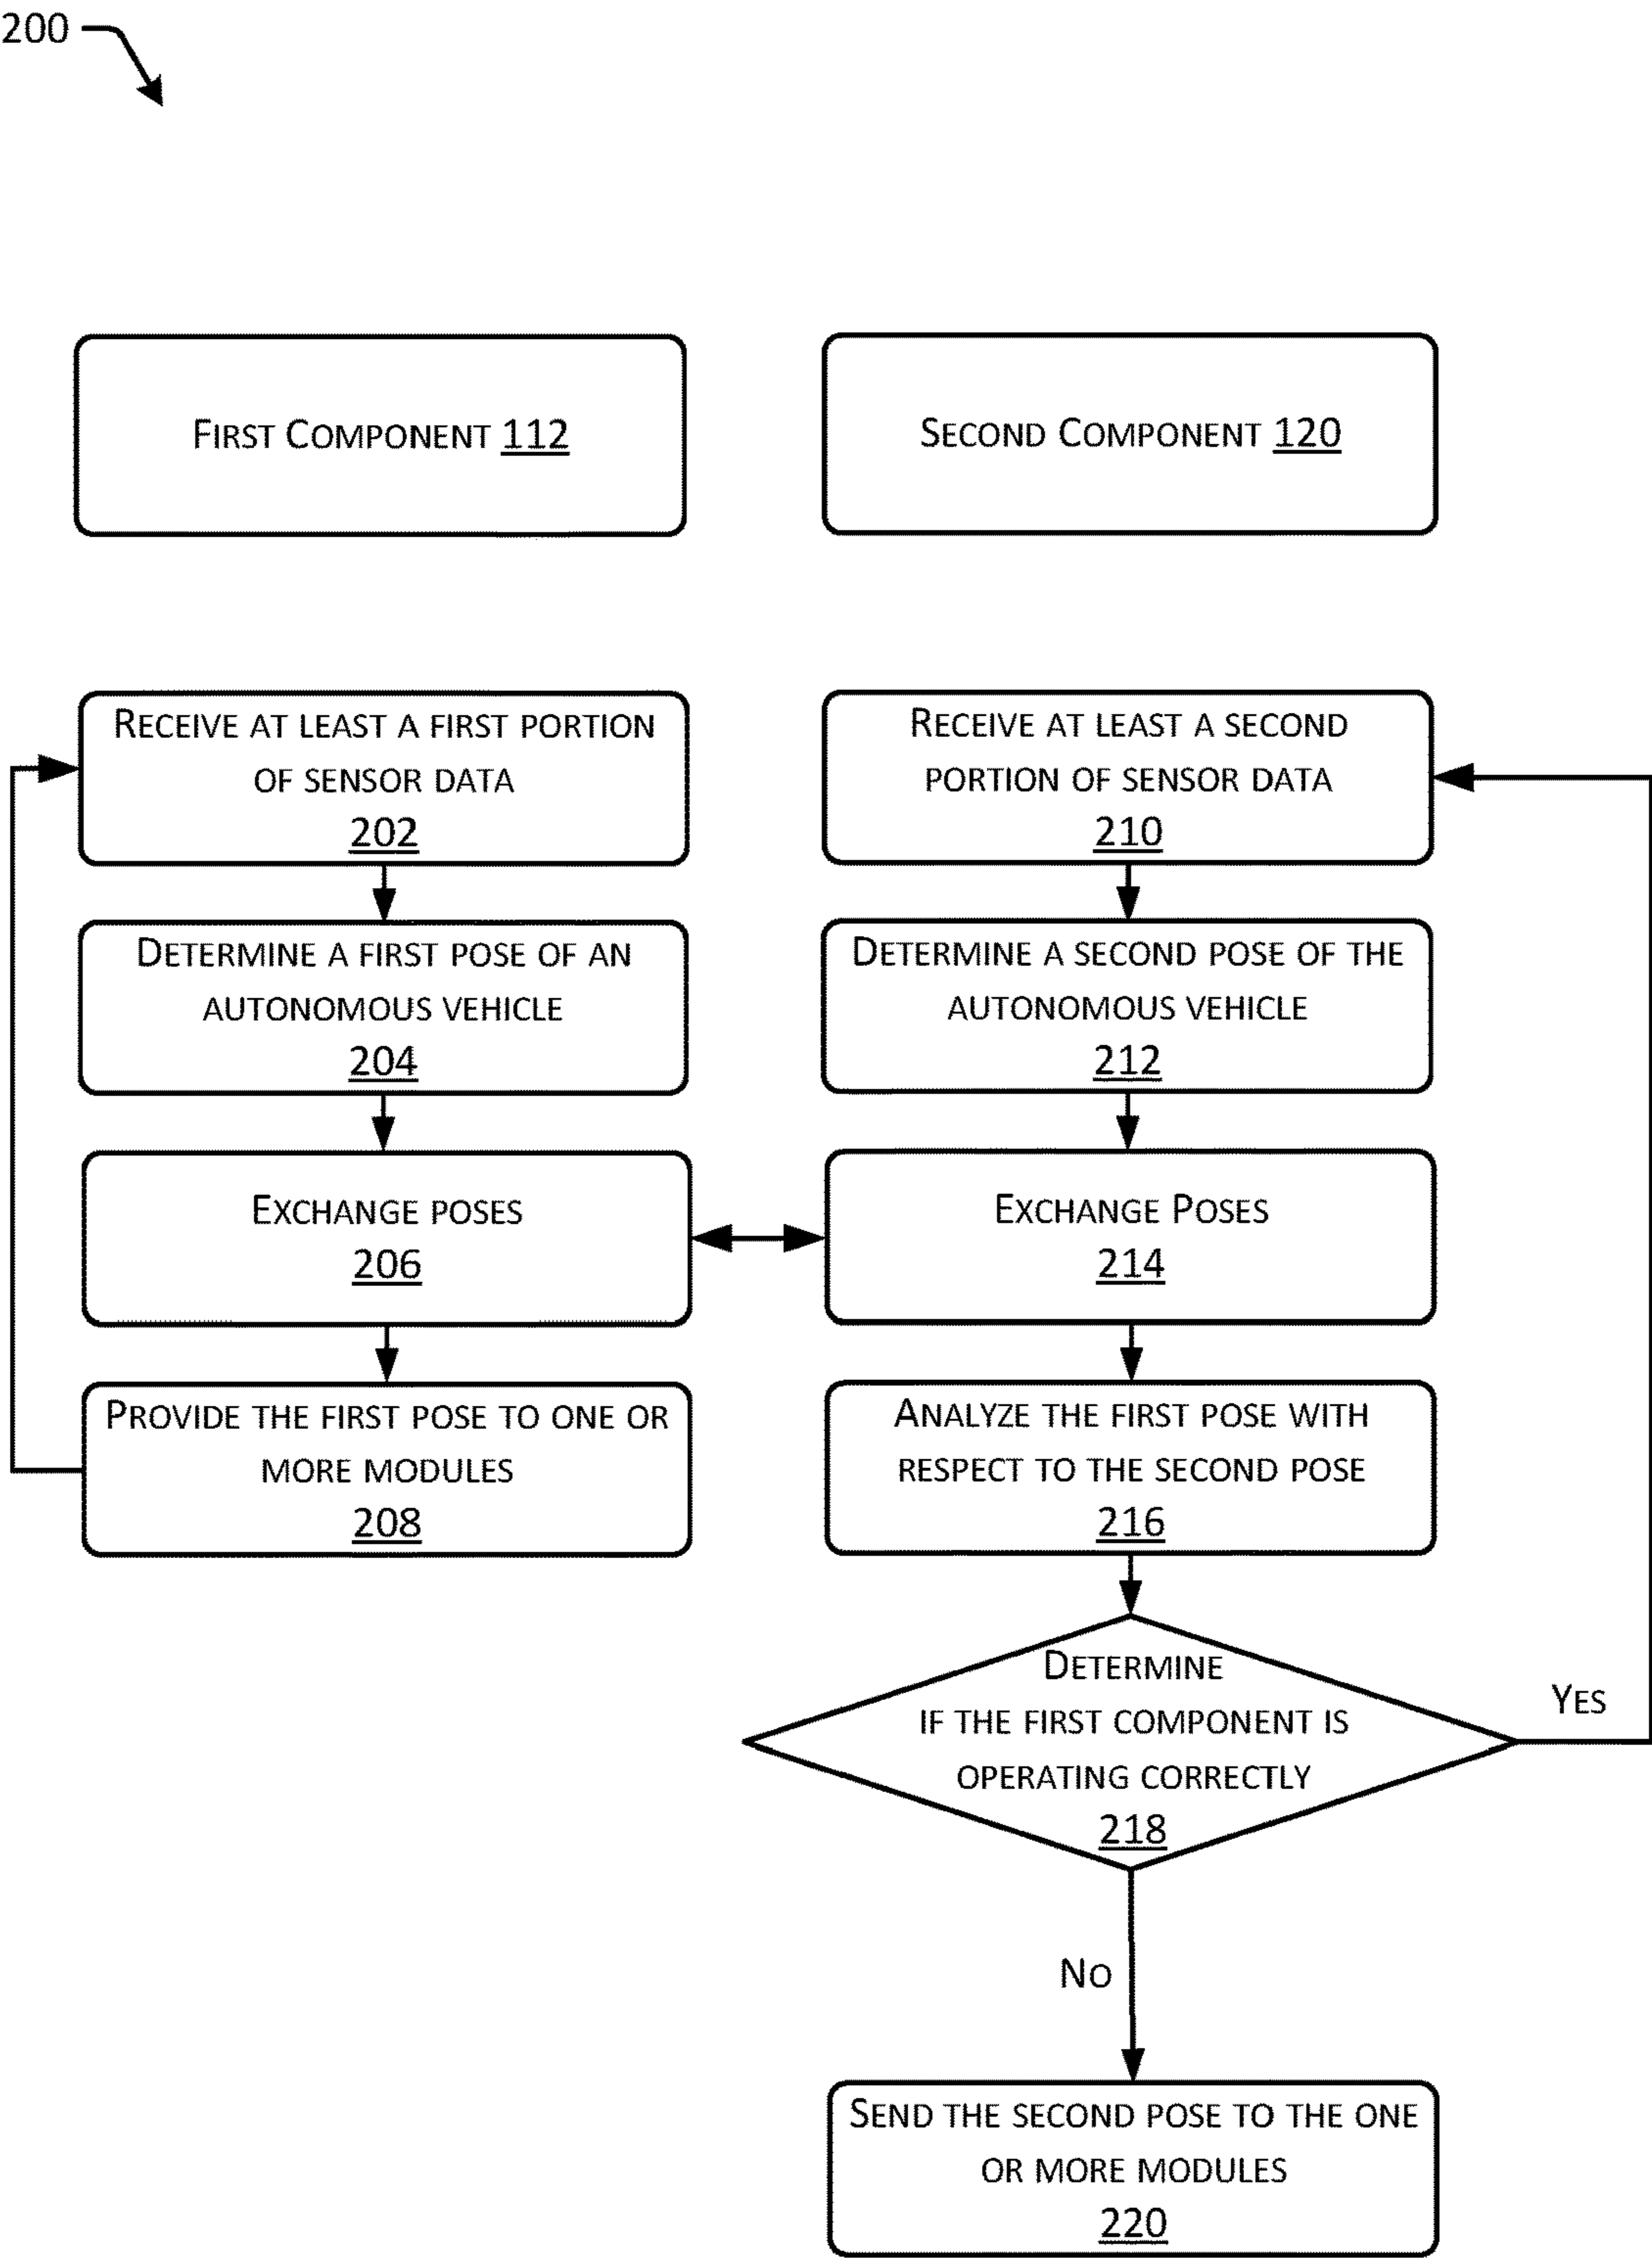 200
First Component 112
Second Component 120
Receive at least a first portion
of sensor data
202
Determine a first pose of an
autonomous vehicle
204
Exchange poses
206
Provide the first pose to one or
more modules
208
Receive at least a second
portion of sensor data
210
Determine a second pose of the
autonomous vehicle
212
Exchange Poses
214
Analyze the first pose with
respect to the second pose
216
Determine
if the first component is
operating correctly
218
Yes
No
Send the second pose to the one
or more modules
220